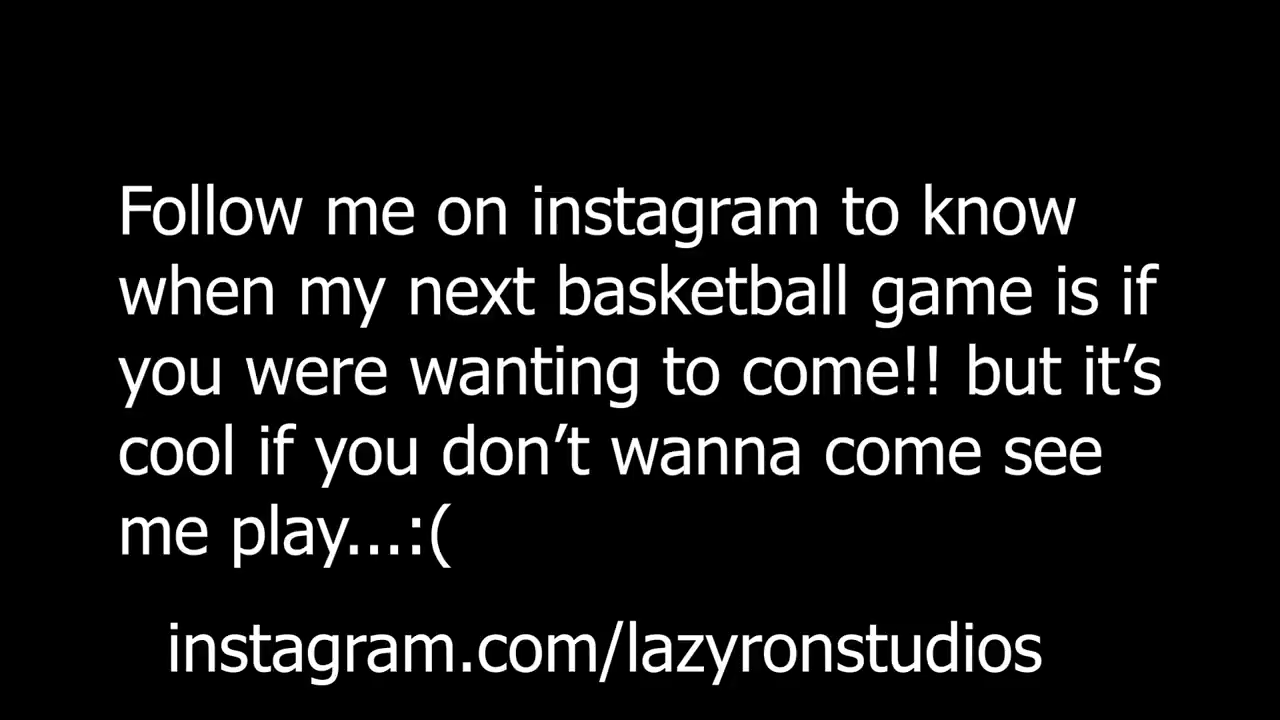 Follow me on instagram to know
when my next basketball game is if
you were wanting to come!! but it’s
cool if you don’t wanna come see
me play...:(
instagram.com/lazyronstudios